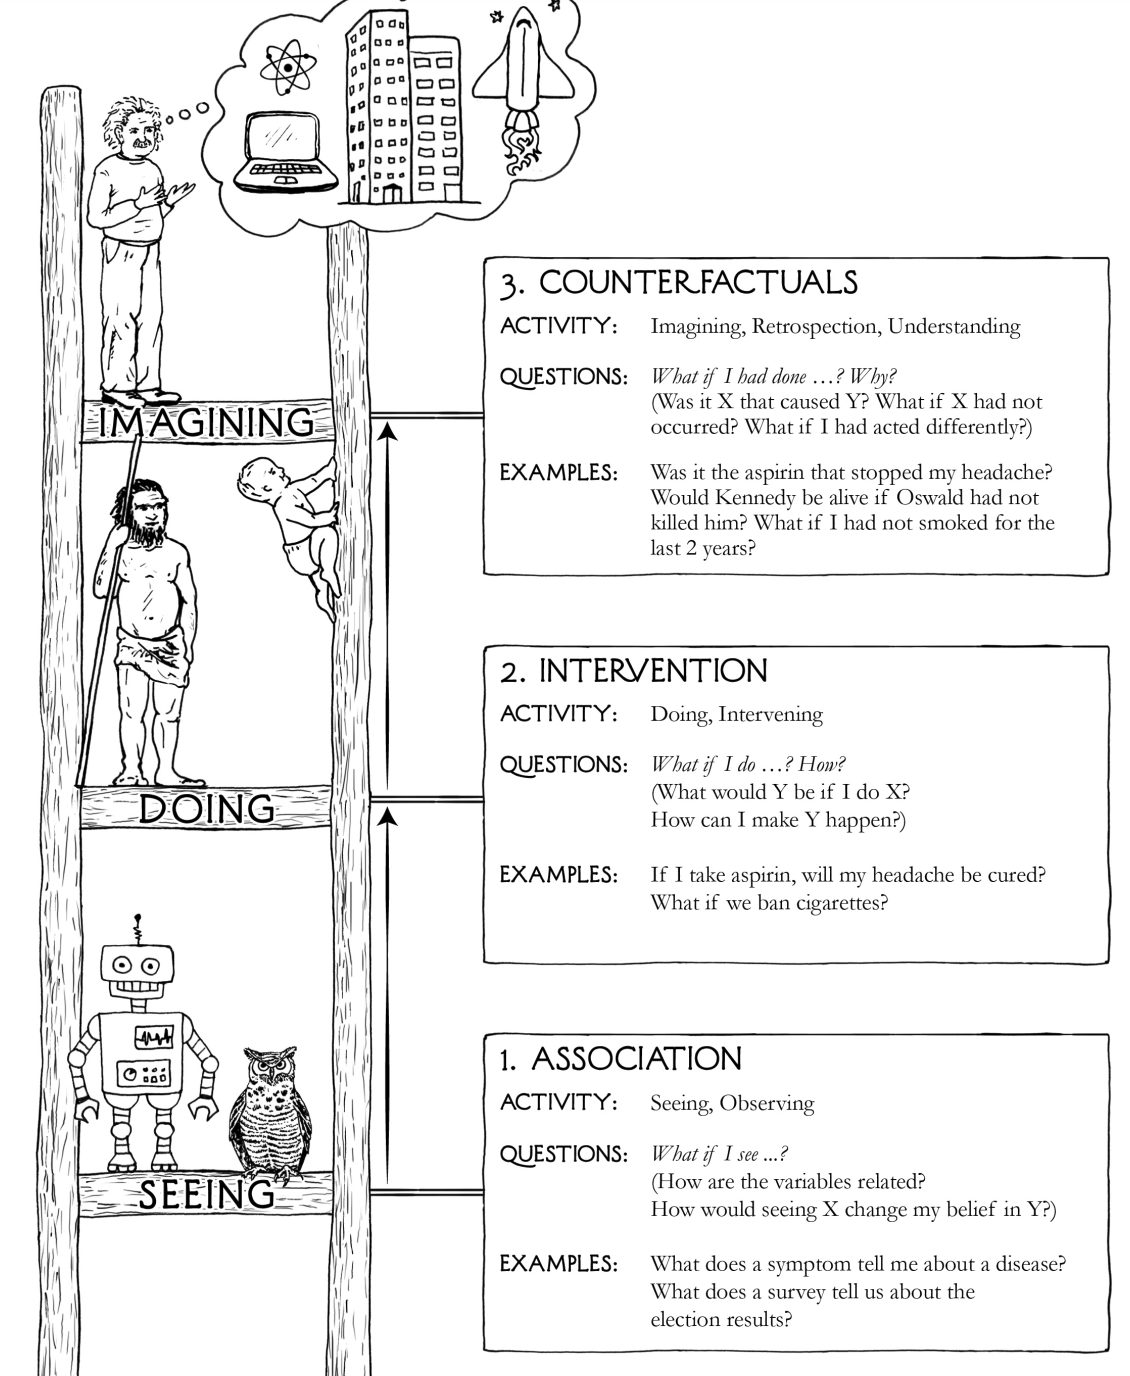 IMAGINING
DOING
SEEING
3. COUNTERFACTUALS
ACTIVITY: Imagining, Retrospection, Understanding
QUESTIONS: What if I had done …? Why?
(Was it X that caused Y? What if X had not
occurred? What if I had acted differently?)
EXAMPLES: Was it the aspirin that stopped my headache?
Would Kennedy be alive if Oswald had not
killed him? What if I had not smoked for the
last 2 years?
2. INTERVENTION
ACTIVITY: Doing, Intervening
QUESTIONS: What if I do …? How?
(What would Y be if I do X?
How can I make Y happen?)
EXAMPLES: If I take aspirin, will my headache be cured?
What if we ban cigarettes?
1. ASSOCIATION
ACTIVITY: Seeing, Observing
QUESTIONS: What if I see ...?
(How are the variables related?
How would seeing X change my belief in Y?)
EXAMPLES: What does a symptom tell me about a disease?
What does a survey tell us about the
election results?